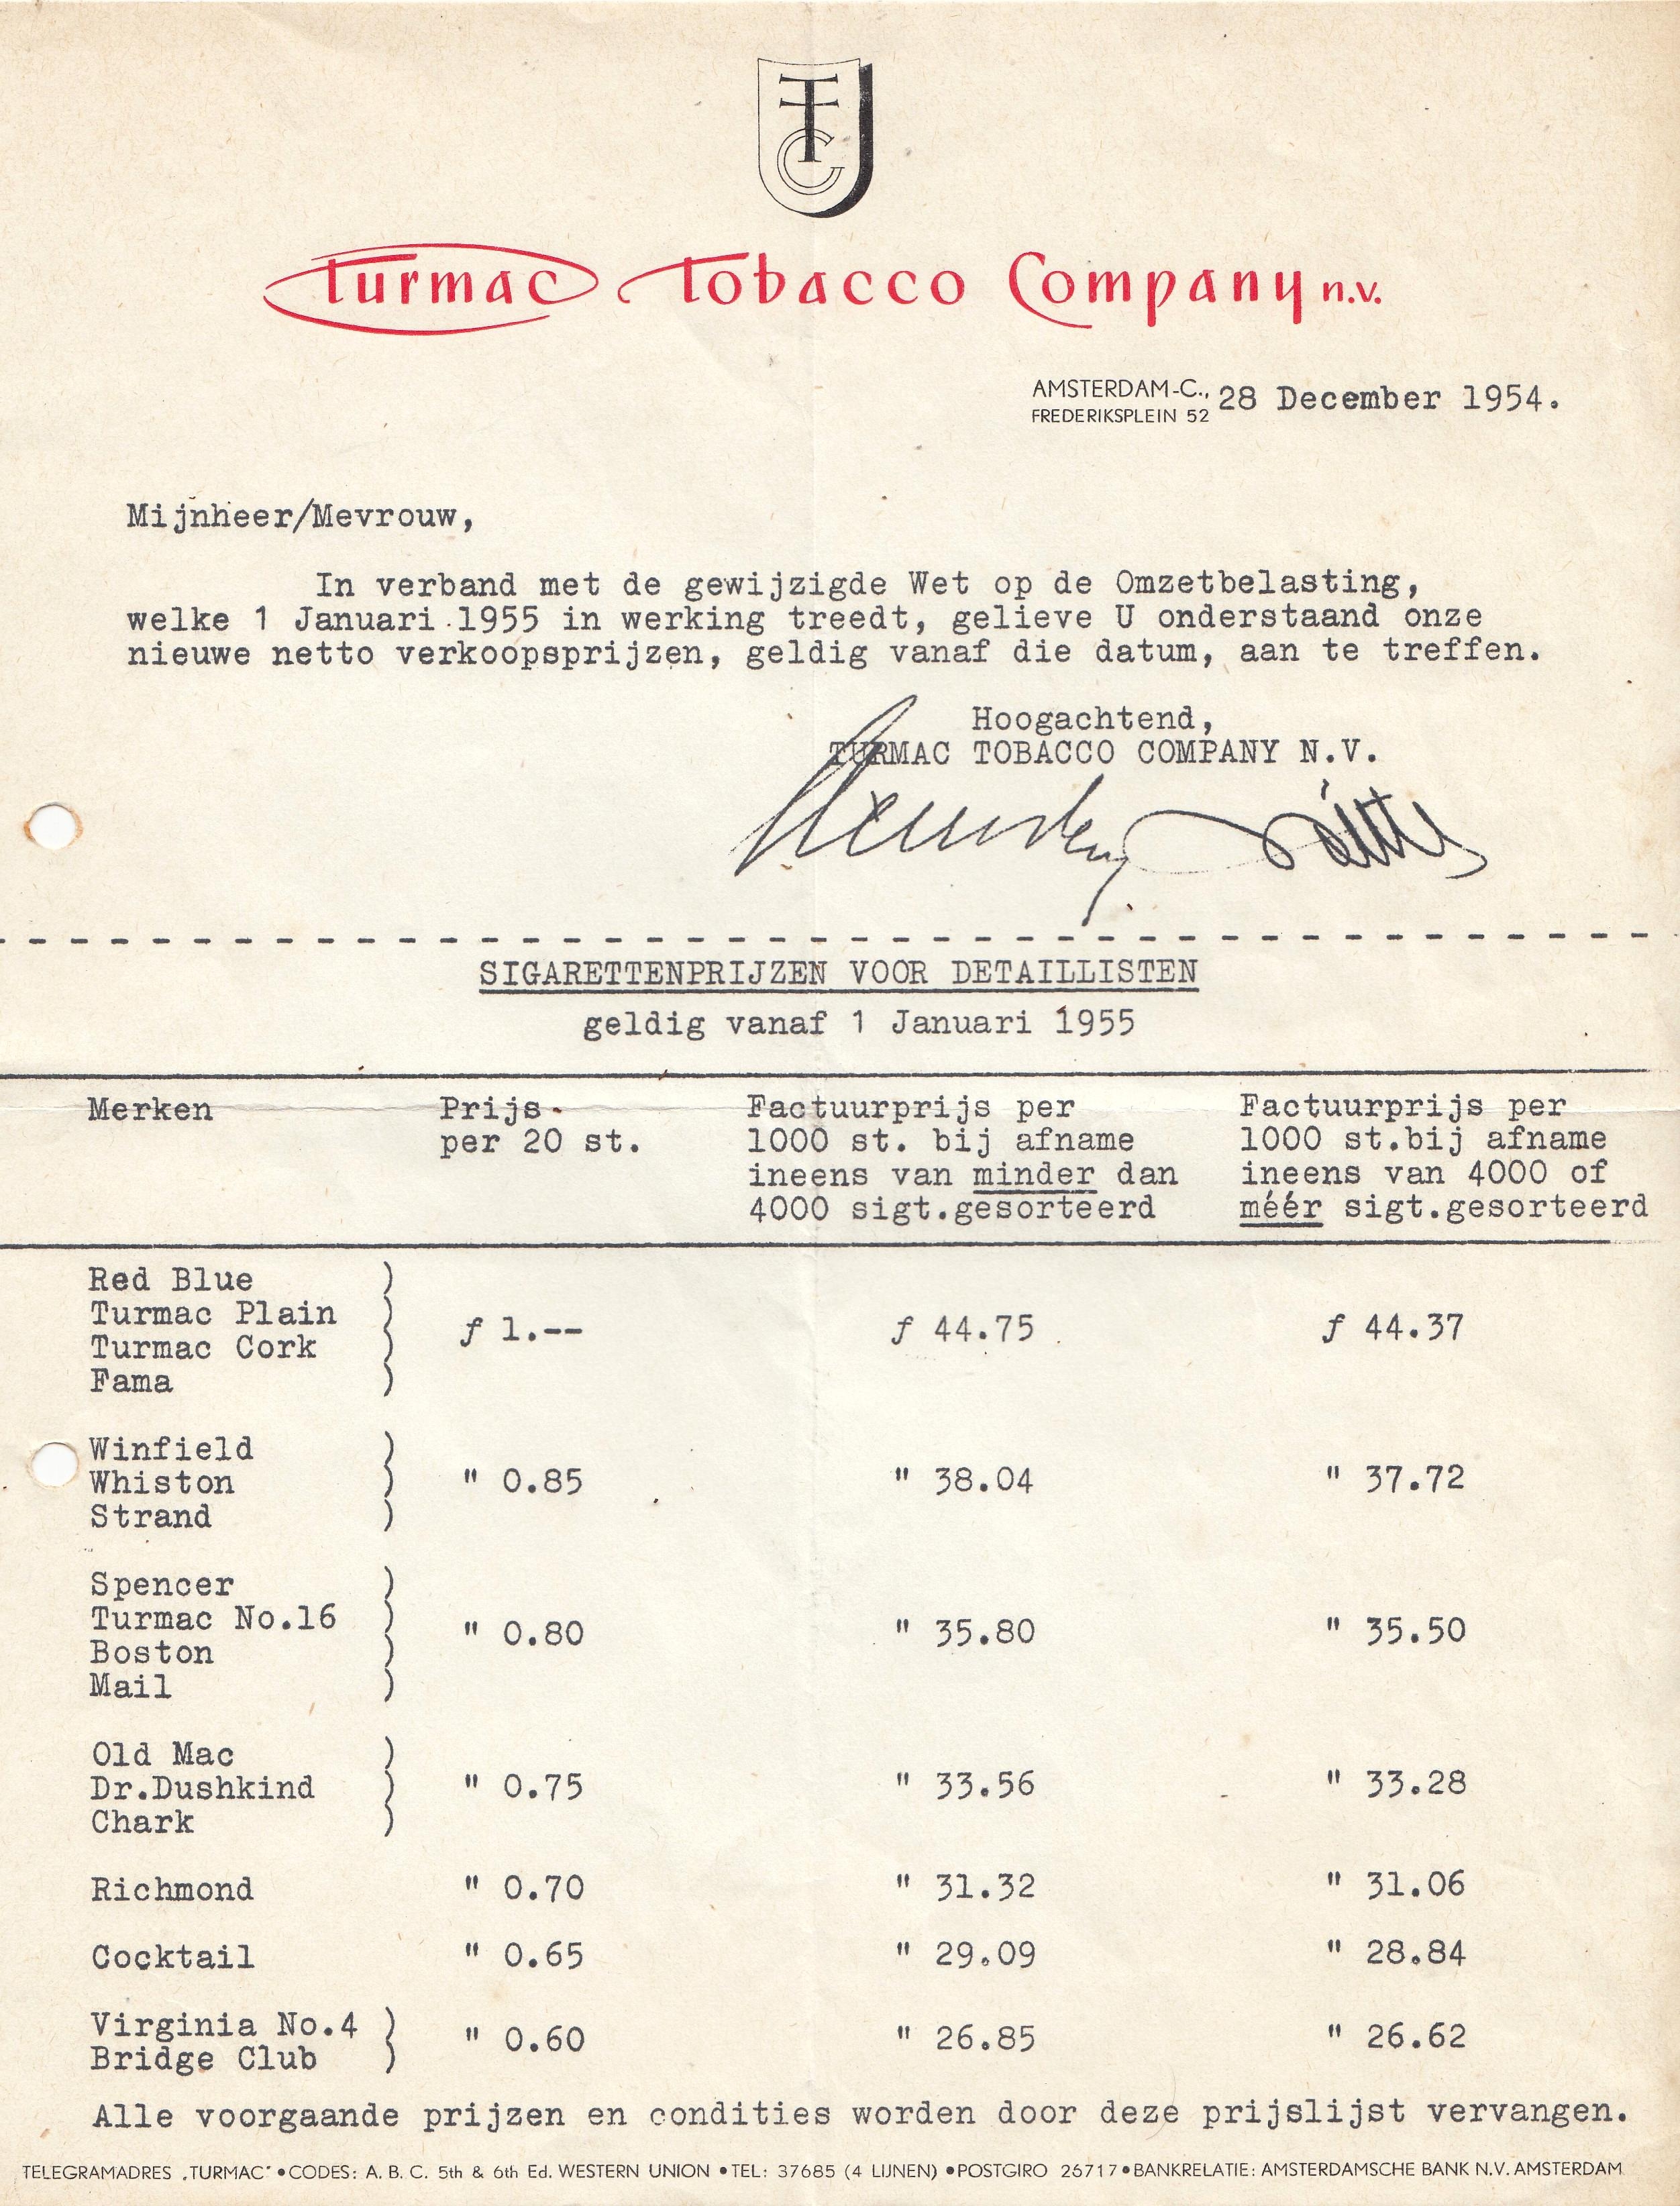 TC
Turmac Tobacco Company n.v.
AMSTERDAM-C., 28 December 1954.
FREDERIKSPLEIN 52
Mijnheer/Mevrouw,
In verband met de gewijzigde Wet op de Omzetbelasting,
welke 1 Januari 1955 in werking treedt, gelieve U onderstaand onze
nieuwe netto verkoopsprijzen, geldig vanaf die datum, aan te treffen.
Hoogachtend,
TURMAC TOBACCO COMPANY N.V.
SIGARETTENPRIJZEN VOOR DETAILLISTEN
geldig vanaf 1 Januari 1955
Merken
Prijs
per 20 st.
Factuurprijs per
1000 st. bij afname
ineens van minder dan
4000 sigt.gesorteerd
Factuurprijs per
1000 st.bij afname
ineens van 4000 of
méér sigt.gesorteerd
Red Blue
Turmac Plain
Turmac Cork
Fama
ƒ 1.-- ƒ 44.75 ƒ 44.37
Winfield
Whiston
Strand
" 0.85 " 38.04 " 37.72
Spencer
Turmac No.16
Boston
Mail
" 0.80 " 35.80 " 35.50
Old Mac
Dr.Dushkind
Chark
" 0.75 " 33.56 " 33.28
Richmond " 0.70 " 31.32 " 31.06
Cocktail " 0.65 " 29.09 " 28.84
Virginia No.4
Bridge Club
" 0.60 " 26.85 " 26.62
Alle voorgaande prijzen en condities worden door deze prijslijst vervangen.
TELEGRAMADRES „TURMAC" • CODES: A. B. C. 5th & 6th Ed. WESTERN UNION • TEL: 37685 (4 LIJNEN) • POSTGIRO 26717 • BANKRELATIE: AMSTERDAMSCHE BANK N.V. AMSTERDAM